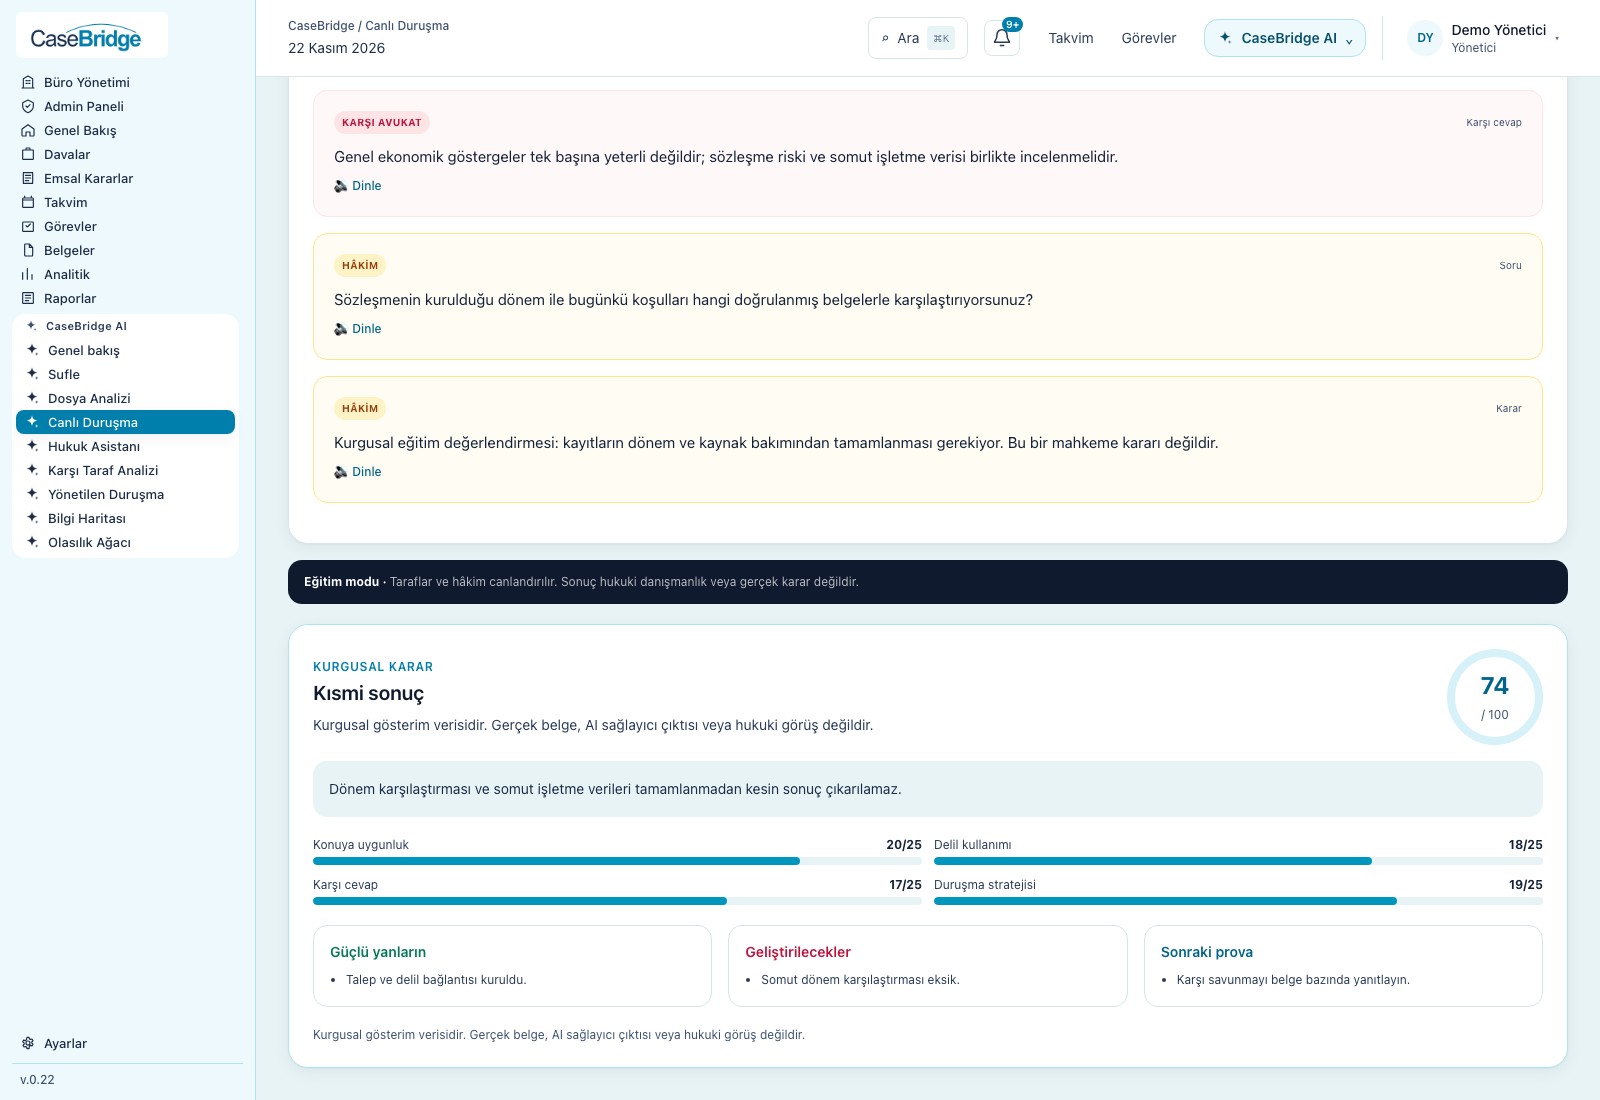 CaseBridge
Büro Yönetimi
Admin Paneli
Genel Bakış
Davalar
Emsal Kararlar
Takvim
Görevler
Belgeler
Analitik
Raporlar
CaseBridge AI
Genel bakış
Sufle
Dosya Analizi
Canlı Duruşma
Hukuk Asistanı
Karşı Taraf Analizi
Yönetilen Duruşma
Bilgi Haritası
Olasılık Ağacı
Ayarlar
v.0.22
CaseBridge / Canlı Duruşma
22 Kasım 2026
Ara ⌘K
9+
Takvim
Görevler
CaseBridge AI
DY
Demo Yönetici
Yönetici
KARŞI AVUKAT
Karşı cevap
Genel ekonomik göstergeler tek başına yeterli değildir; sözleşme riski ve somut işletme verisi birlikte incelenmelidir.
Dinle
HÂKİM
Soru
Sözleşmenin kurulduğu dönem ile bugünkü koşulları hangi doğrulanmış belgelerle karşılaştırıyorsunuz?
Dinle
HÂKİM
Karar
Kurgusal eğitim değerlendirmesi: kayıtların dönem ve kaynak bakımından tamamlanması gerekiyor. Bu bir mahkeme kararı değildir.
Dinle
Eğitim modu · Taraflar ve hâkim canlandırılır. Sonuç hukuki danışmanlık veya gerçek karar değildir.
KURGUSAL KARAR
Kısmi sonuç
Kurgusal gösterim verisidir. Gerçek belge, AI sağlayıcı çıktısı veya hukuki görüş değildir.
74
/ 100
Dönem karşılaştırması ve somut işletme verileri tamamlanmadan kesin sonuç çıkarılamaz.
Konuya uygunluk 20/25
Delil kullanımı 18/25
Karşı cevap 17/25
Duruşma stratejisi 19/25
Güçlü yanların
• Talep ve delil bağlantısı kuruldu.
Geliştirilecekler
• Somut dönem karşılaştırması eksik.
Sonraki prova
• Karşı savunmayı belge bazında yanıtlayın.
Kurgusal gösterim verisidir. Gerçek belge, AI sağlayıcı çıktısı veya hukuki görüş değildir.